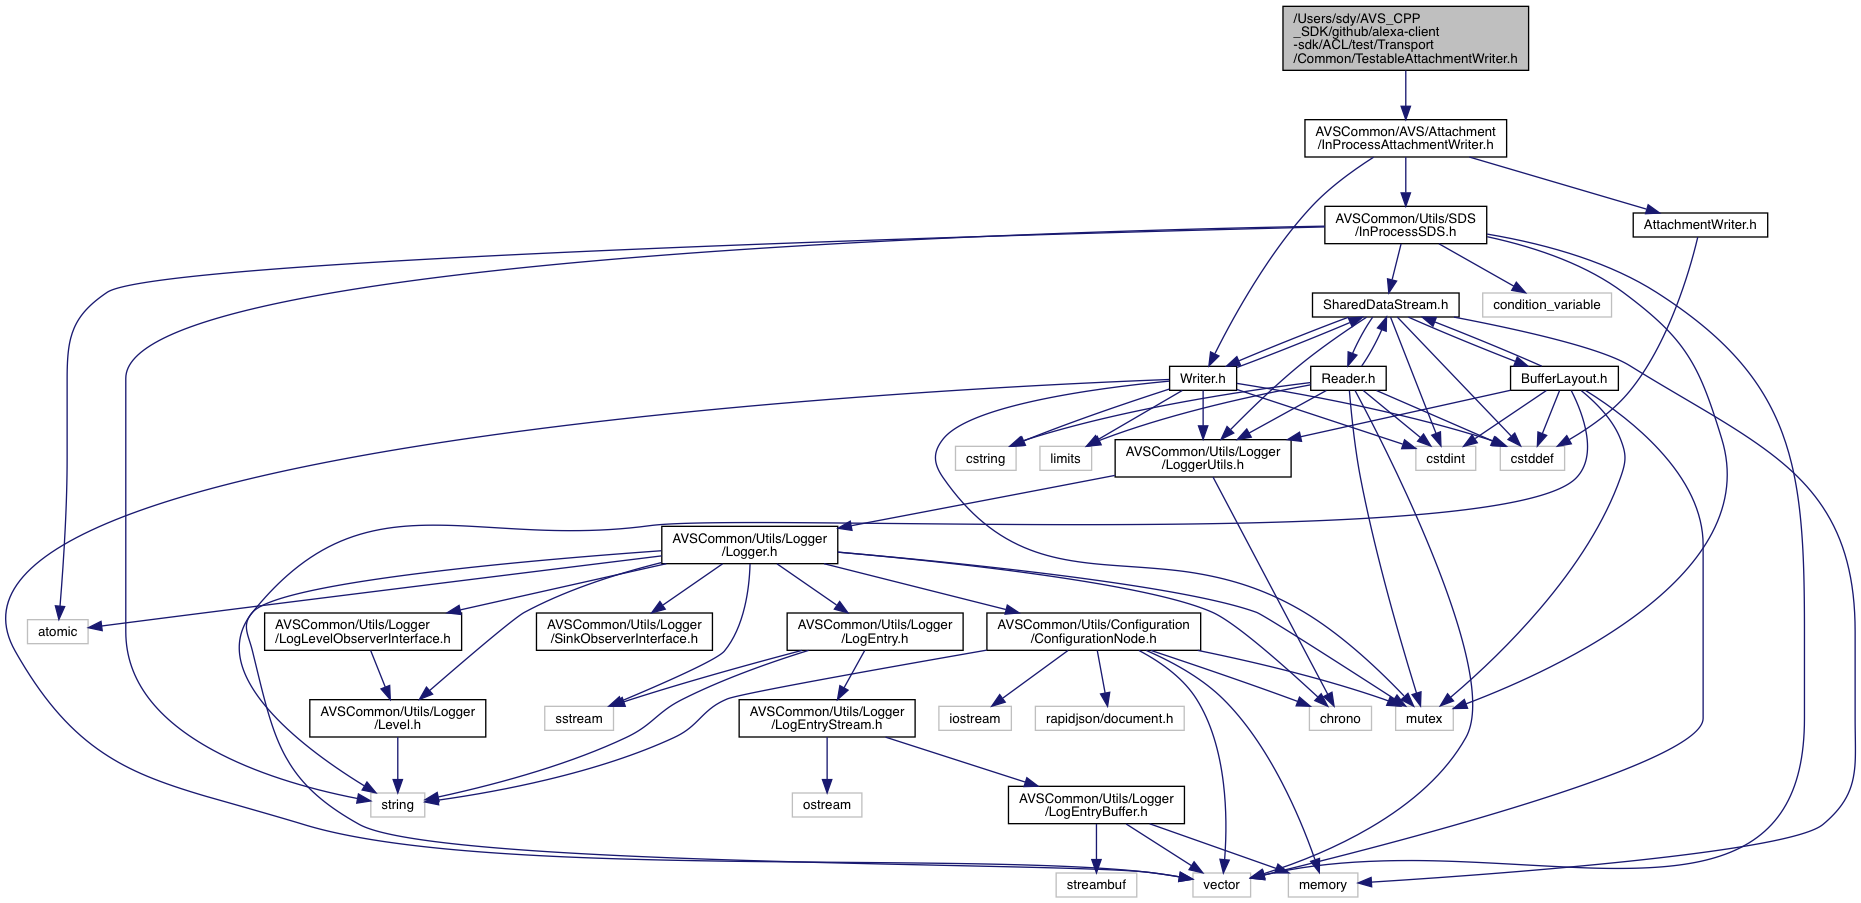 /Users/sdy/AVS_CPP
_SDK/github/alexa-client
-sdk/ACL/test/Transport
/Common/TestableAttachmentWriter.h
AVSCommon/AVS/Attachment
/InProcessAttachmentWriter.h
AVSCommon/Utils/SDS
/InProcessSDS.h
AttachmentWriter.h
SharedDataStream.h
condition_variable
Writer.h
Reader.h
BufferLayout.h
cstring
limits
AVSCommon/Utils/Logger
/LoggerUtils.h
cstdint
cstddef
AVSCommon/Utils/Logger
/Logger.h
atomic
AVSCommon/Utils/Logger
/LogLevelObserverInterface.h
AVSCommon/Utils/Logger
/SinkObserverInterface.h
AVSCommon/Utils/Logger
/LogEntry.h
AVSCommon/Utils/Configuration
/ConfigurationNode.h
AVSCommon/Utils/Logger
/Level.h
sstream
AVSCommon/Utils/Logger
/LogEntryStream.h
iostream
rapidjson/document.h
chrono
mutex
string
ostream
AVSCommon/Utils/Logger
/LogEntryBuffer.h
streambuf
vector
memory